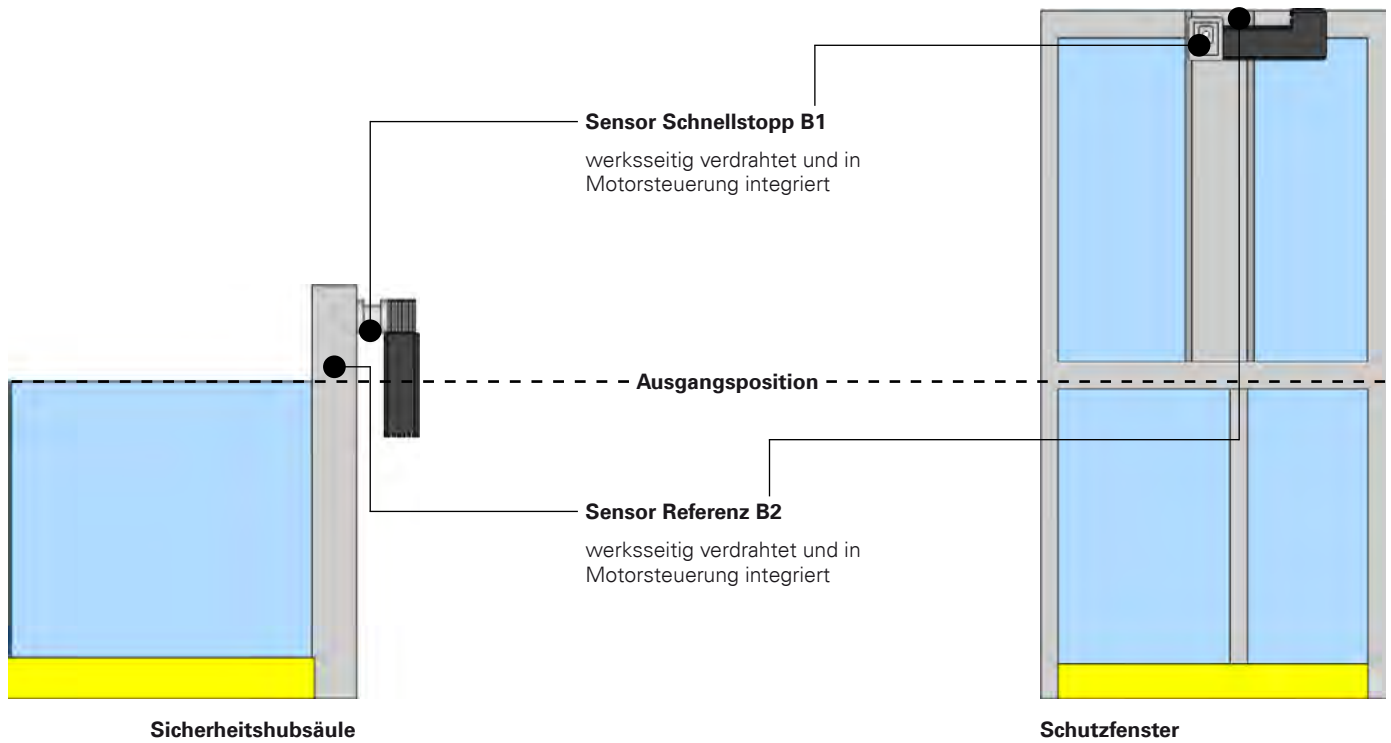 Sensor Schnellstopp B1
werksseitig verdrahtet und in
Motorsteuerung integriert
Ausgangsposition
Sensor Referenz B2
werksseitig verdrahtet und in
Motorsteuerung integriert
Sicherheitshubsäule
Schutzfenster